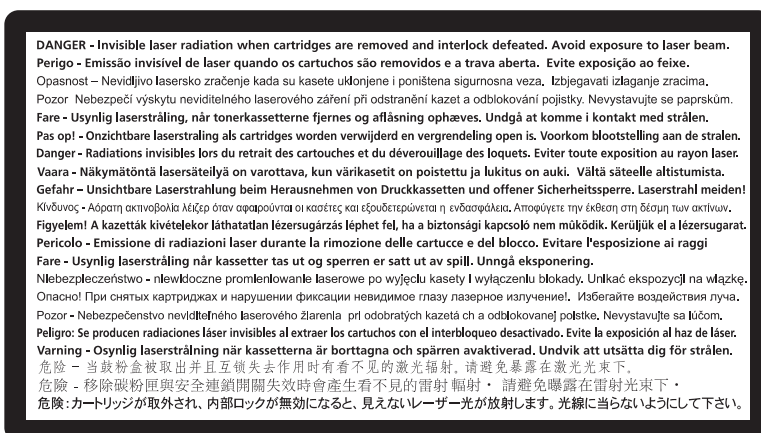 DANGER - Invisible laser radiation when cartridges are removed and interlock defeated. Avoid exposure to laser beam.
Perigo - Emissão invisível de laser quando os cartuchos são removidos e a trava aberta. Evite exposição ao feixe.
Opasnost – Nevidljivo lasersko zračenje kada su kasete uklonjene i poništena sigurnosna veza. Izbjegavati izlaganje zracima.
Pozor Nebezpečí výskytu neviditelného laserového záření při odstranění kazet a odblokování pojistky. Nevystavujte se paprskům.
Fare - Usynlig laserstråling, når tonerkassetterne fjernes og aflåsning ophæves. Undgå at komme i kontakt med strålen.
Pas op! - Onzichtbare laserstraling als cartridges worden verwijderd en vergrendeling open is. Voorkom blootstelling aan de stralen.
Danger - Radiations invisibles lors du retrait des cartouches et du déverouillage des loquets. Eviter toute exposition au rayon laser.
Vaara - Näkymätöntä lasersäteilyä on varottava, kun värikasetit on poistettu ja lukitus on auki. Vältä säteelle altistumista.
Gefahr – Unsichtbare Laserstrahlung beim Herausnehmen von Druckkassetten und offener Sicherheitssperre. Laserstrahl meiden!
Κίνδυνος - Αόρατη ακτινοβολία λέιζερ όταν αφαιρούνται οι κασέτες και εξουδετερώνεται η ενδασφάλεια. Αποφύγετε την έκθεση στη δέσμη των ακτίνων.
Figyelem! A kazetták kivételekor láthatatlan lézersugárzás léphet fel, ha a biztonsági kapcsoló nem mûködik. Kerüljük el a lézersugarat.
Pericolo - Emissione di radiazioni laser durante la rimozione delle cartucce e del blocco. Evitare l'esposizione ai raggi
Fare - Usynlig laserstråling når kassetter tas ut og sperren er satt ut av spill. Unngå eksponering.
Niebezpleczeństwo - niewidoczne promieniowanie laserowe po wyjęciu kasety i wyłączeniu blokady. Unikać ekspozycji na wiązkę.
Опасно! При снятых картриджах и нарушении фиксации невидимое глазу лазерное излучение!. Избегайте воздействия луча.
Pozor - Nebezpečenstvo neviditeľného laserového žiarenia pri odobratých kazetá ch a odblokovanej poistke. Nevystavujte sa lúčom.
Peligro: Se producen radiaciones láser invisibles al extraer los cartuchos con el interbloqueo desactivado. Evite la exposición al haz de láser.
Varning - Osynlig laserstrålning när kassetterna är borttagna och spärren avaktiverad. Undvik att utsätta dig för strålen.
危险 – 当鼓粉盒被取出并且互锁失去作用时有看不见的激光辐射. 请避免暴露在激光光束下。
危險 - 移除碳粉匣與安全連鎖開關失效時會產生看不見的雷射 輻射・ 請避免曝露在雷射光束下・
危険：カートリッジが取外され、内部ロックが無効になると、見えないレーザー光が放射します。光線に当らないようにして下さい。